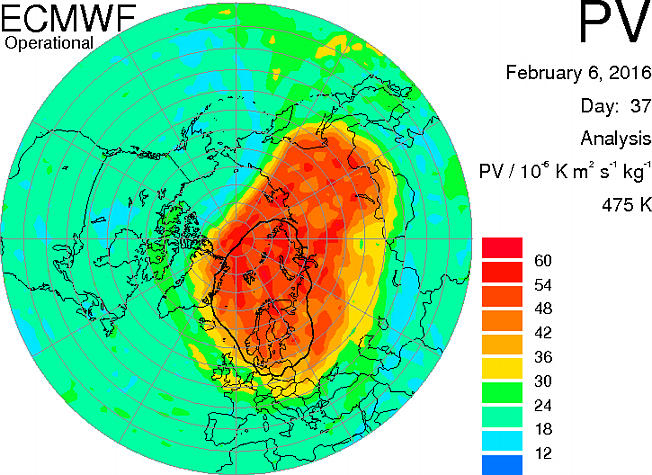 ECMWF
Operational
PV
February 6, 2016
Day: 37
Analysis
PV / 10⁻⁶ K m² s⁻¹ kg⁻¹
475 K
60
54
48
42
36
30
24
18
12